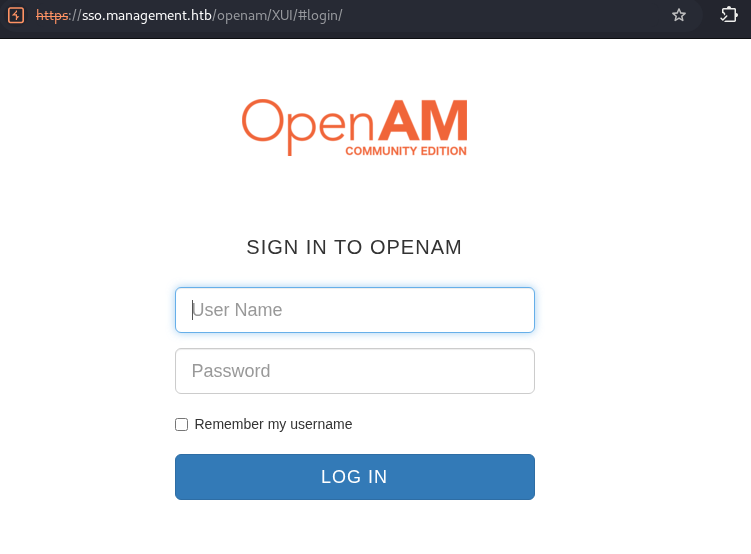 https://sso.management.htb/openam/XUI/#login/
OpenAM
COMMUNITY EDITION
SIGN IN TO OPENAM
User Name
Password
Remember my username
LOG IN